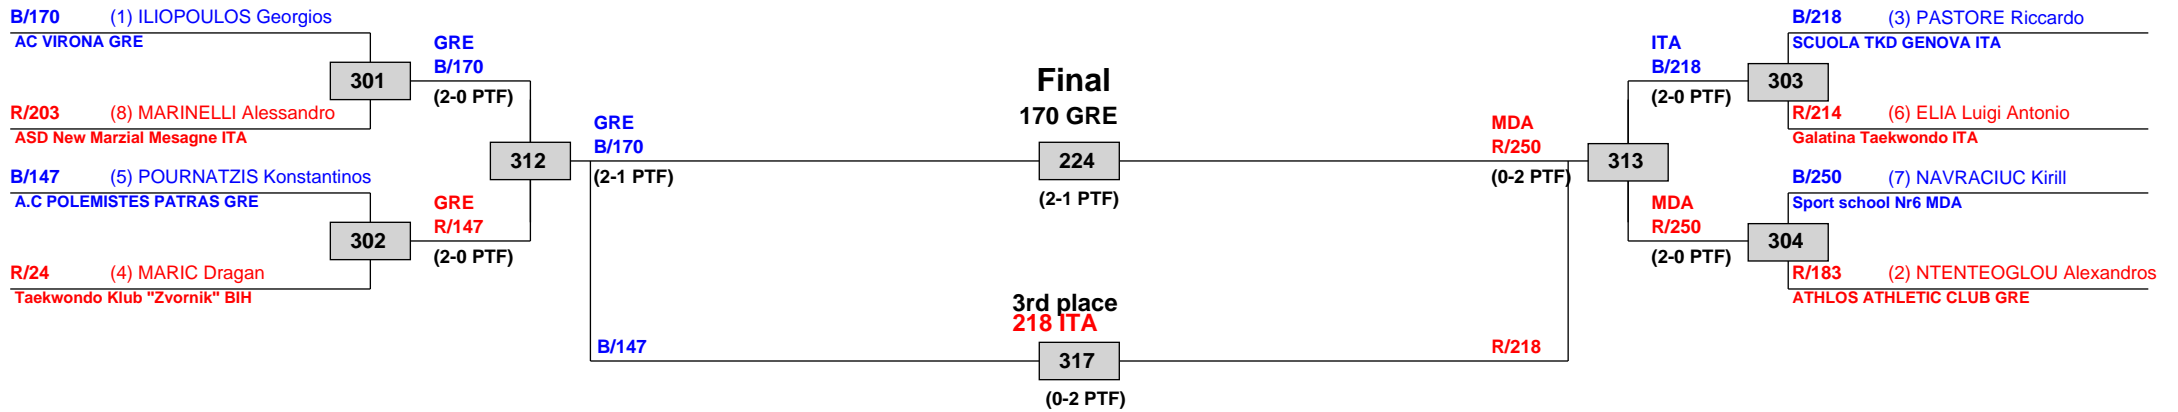 B/170 (1) ILIOPOULOS Georgios
AC VIRONA GRE
301
R/203 (8) MARINELLI Alessandro
ASD New Marzial Mesagne ITA
B/147 (5) POURNATZIS Konstantinos
A.C POLEMISTES PATRAS GRE
302
R/24 (4) MARIC Dragan
Taekwondo Klub "Zvornik" BIH
GRE
B/170
(2-0 PTF)
312
GRE
R/147
(2-0 PTF)
GRE
B/170
(2-1 PTF)
Final
170 GRE
224
(2-1 PTF)
3rd place
218 ITA
B/147
317
R/218
(0-2 PTF)
MDA
R/250
(0-2 PTF)
313
ITA
B/218
(2-0 PTF)
MDA
R/250
(2-0 PTF)
B/218 (3) PASTORE Riccardo
SCUOLA TKD GENOVA ITA
303
R/214 (6) ELIA Luigi Antonio
Galatina Taekwondo ITA
B/250 (7) NAVRACIUC Kirill
Sport school Nr6 MDA
304
R/183 (2) NTENTEOGLOU Alexandros
ATHLOS ATHLETIC CLUB GRE